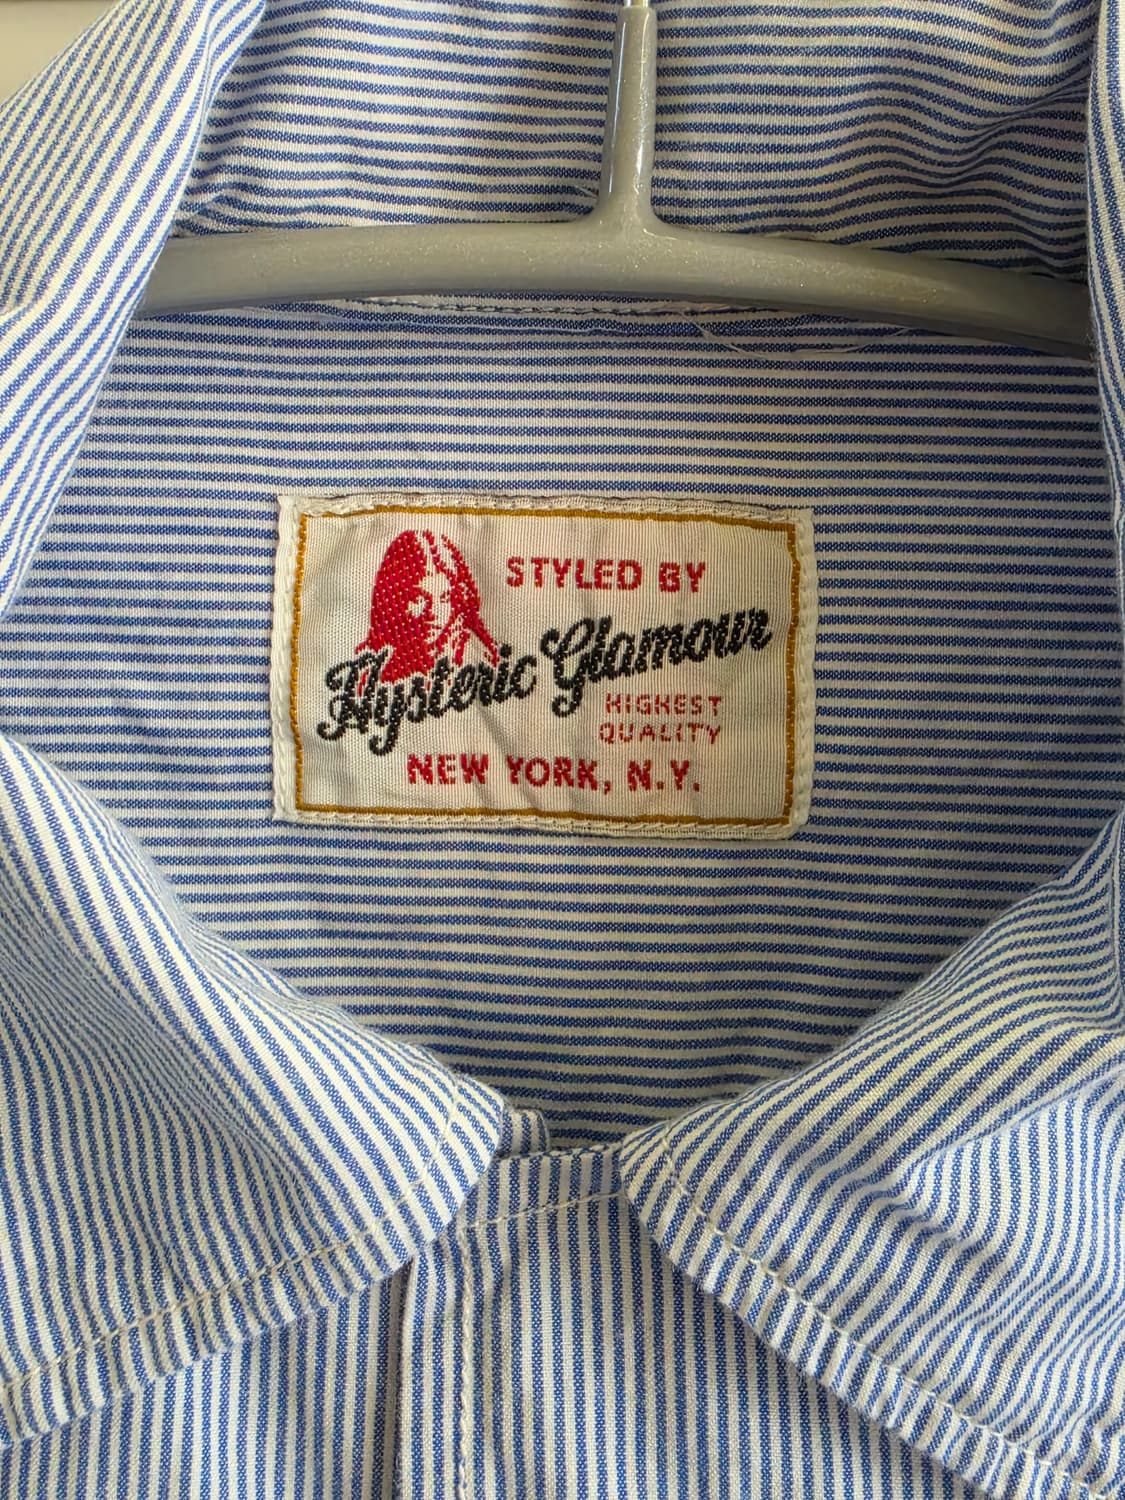 STYLED BY
Hysteric Glamour
HIGHEST
QUALITY
NEW YORK, N.Y.